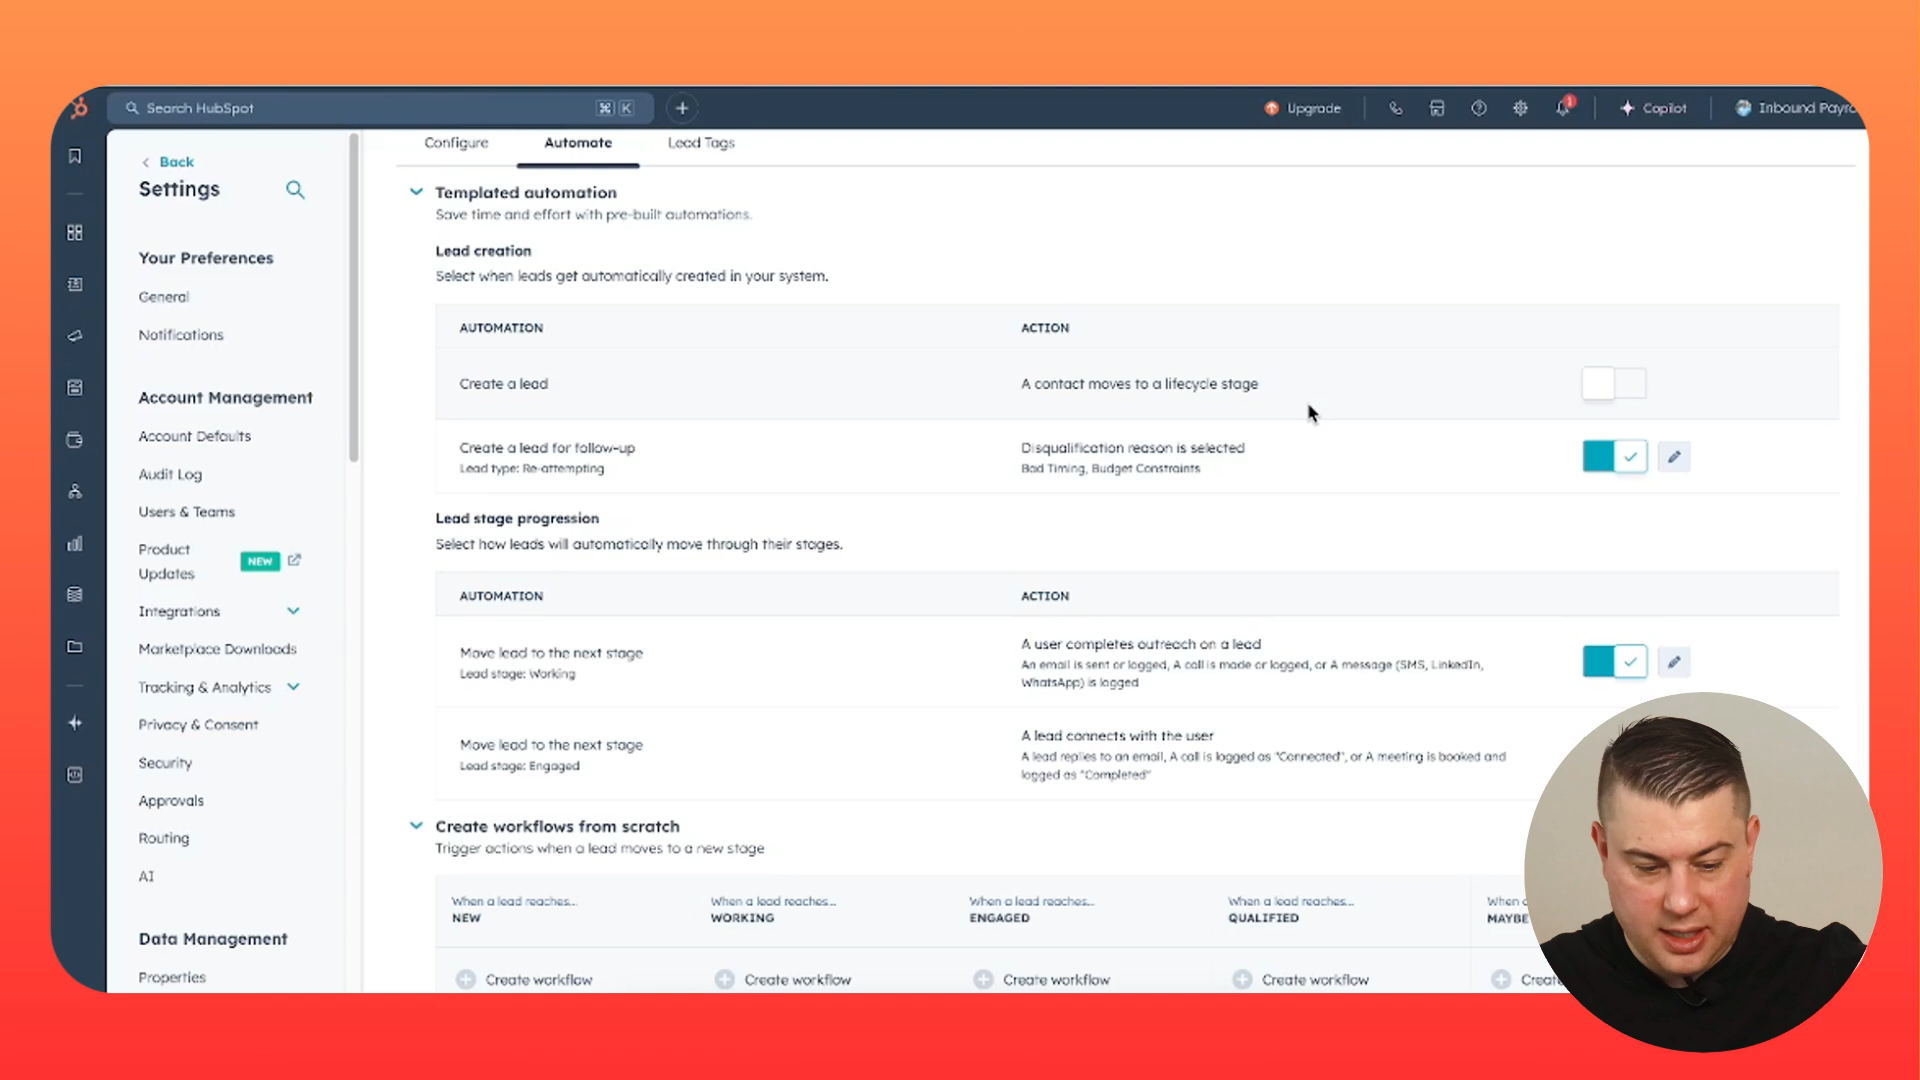 Search HubSpot
⌘ K
Upgrade
1
Copilot
Inbound Payro
Back
Settings
Your Preferences
General
Notifications
Account Management
Account Defaults
Audit Log
Users & Teams
Product
Updates
NEW
Integrations
Marketplace Downloads
Tracking & Analytics
Privacy & Consent
Security
Approvals
Routing
AI
Data Management
Properties
Configure
Automate
Lead Tags
Templated automation
Save time and effort with pre-built automations.
Lead creation
Select when leads get automatically created in your system.
AUTOMATION
ACTION
Create a lead
A contact moves to a lifecycle stage
Create a lead for follow-up
Lead type: Re-attempting
Disqualification reason is selected
Bad Timing, Budget Constraints
Lead stage progression
Select how leads will automatically move through their stages.
AUTOMATION
ACTION
Move lead to the next stage
Lead stage: Working
A user completes outreach on a lead
An email is sent or logged, A call is made or logged, or A message (SMS, LinkedIn,
WhatsApp) is logged
Move lead to the next stage
Lead stage: Engaged
A lead connects with the user
A lead replies to an email, A call is logged as "Connected", or A meeting is booked and
logged as "Completed"
Create workflows from scratch
Trigger actions when a lead moves to a new stage
When a lead reaches...
NEW
When a lead reaches...
WORKING
When a lead reaches...
ENGAGED
When a lead reaches...
QUALIFIED
When
MAYBE
Create workflow
Create workflow
Create workflow
Create workflow
Creat